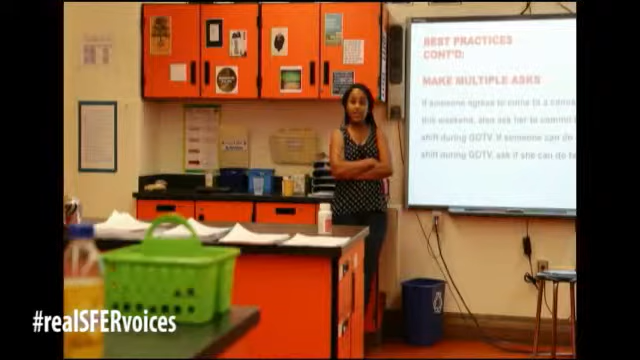 BEST PRACTICES
CONT'D:
MAKE MULTIPLE ASKS
If someone agrees to come to a
this weekend, also ask her to commit
shift during GOTV. If someone can do
shift during GOTV, ask if she can do
#realSFERvoices